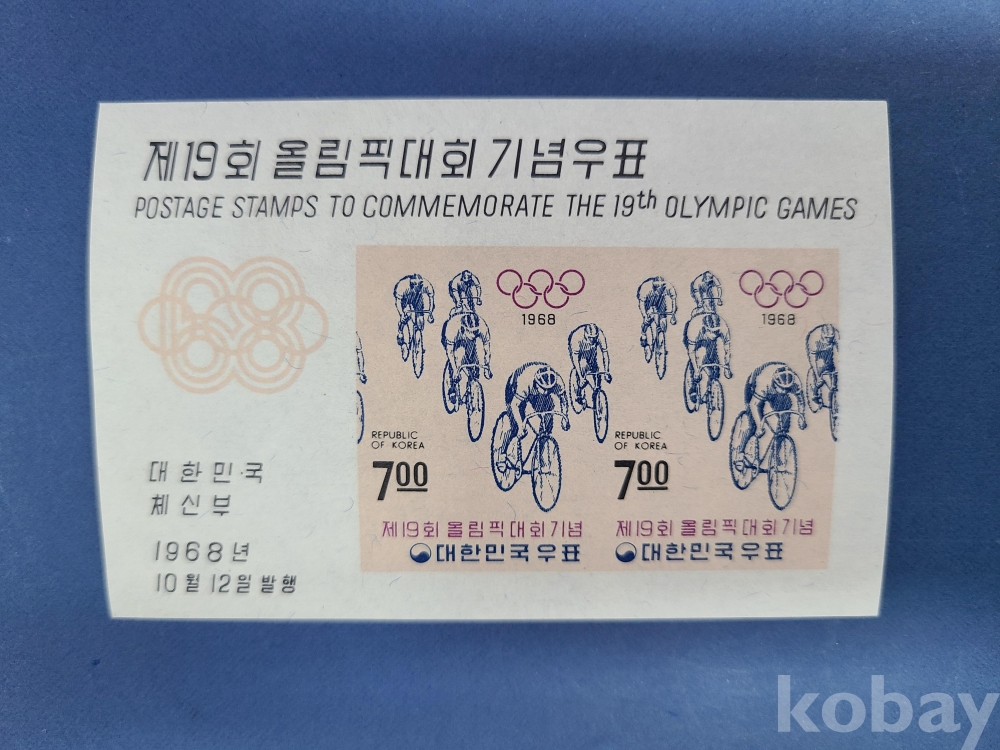 제19회 올림픽대회기념우표
POSTAGE STAMPS TO COMMEMORATE THE 19th OLYMPIC GAMES
68
대한민국
체신부
1968년
10월12일발행
1968
REPUBLIC
OF KOREA
700
제19회 올림픽대회기념
대한민국우표
1968
REPUBLIC
OF KOREA
700
제19회 올림픽대회기념
대한민국우표
kobay